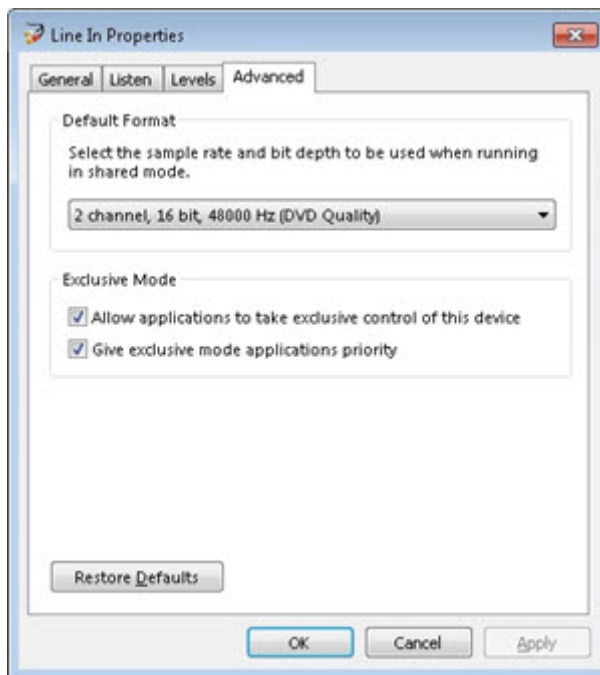 Line In Properties
General
Listen
Levels
Advanced
Default Format
Select the sample rate and bit depth to be used when running
in shared mode.
2 channel, 16 bit, 48000 Hz (DVD Quality)
Exclusive Mode
Allow applications to take exclusive control of this device
Give exclusive mode applications priority
Restore Defaults
OK
Cancel
Apply